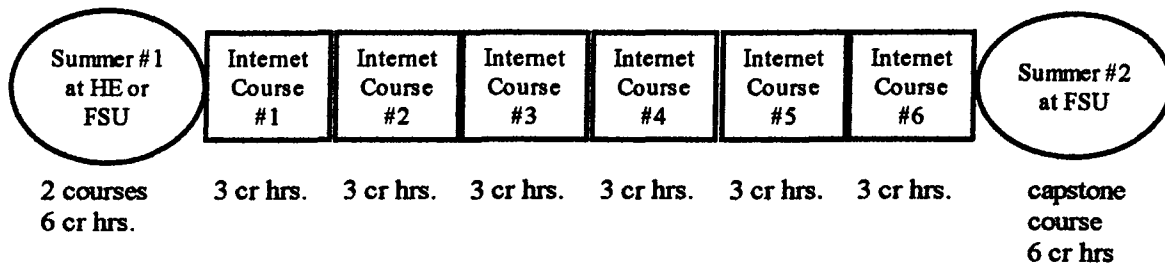 Summer #1
at HE or
FSU
Internet
Course
#1
Internet
Course
#2
Internet
Course
#3
Internet
Course
#4
Internet
Course
#5
Internet
Course
#6
Summer #2
at FSU
2 courses
6 cr hrs.
3 cr hrs.
3 cr hrs.
3 cr hrs.
3 cr hrs.
3 cr hrs.
3 cr hrs.
capstone
course
6 cr hrs